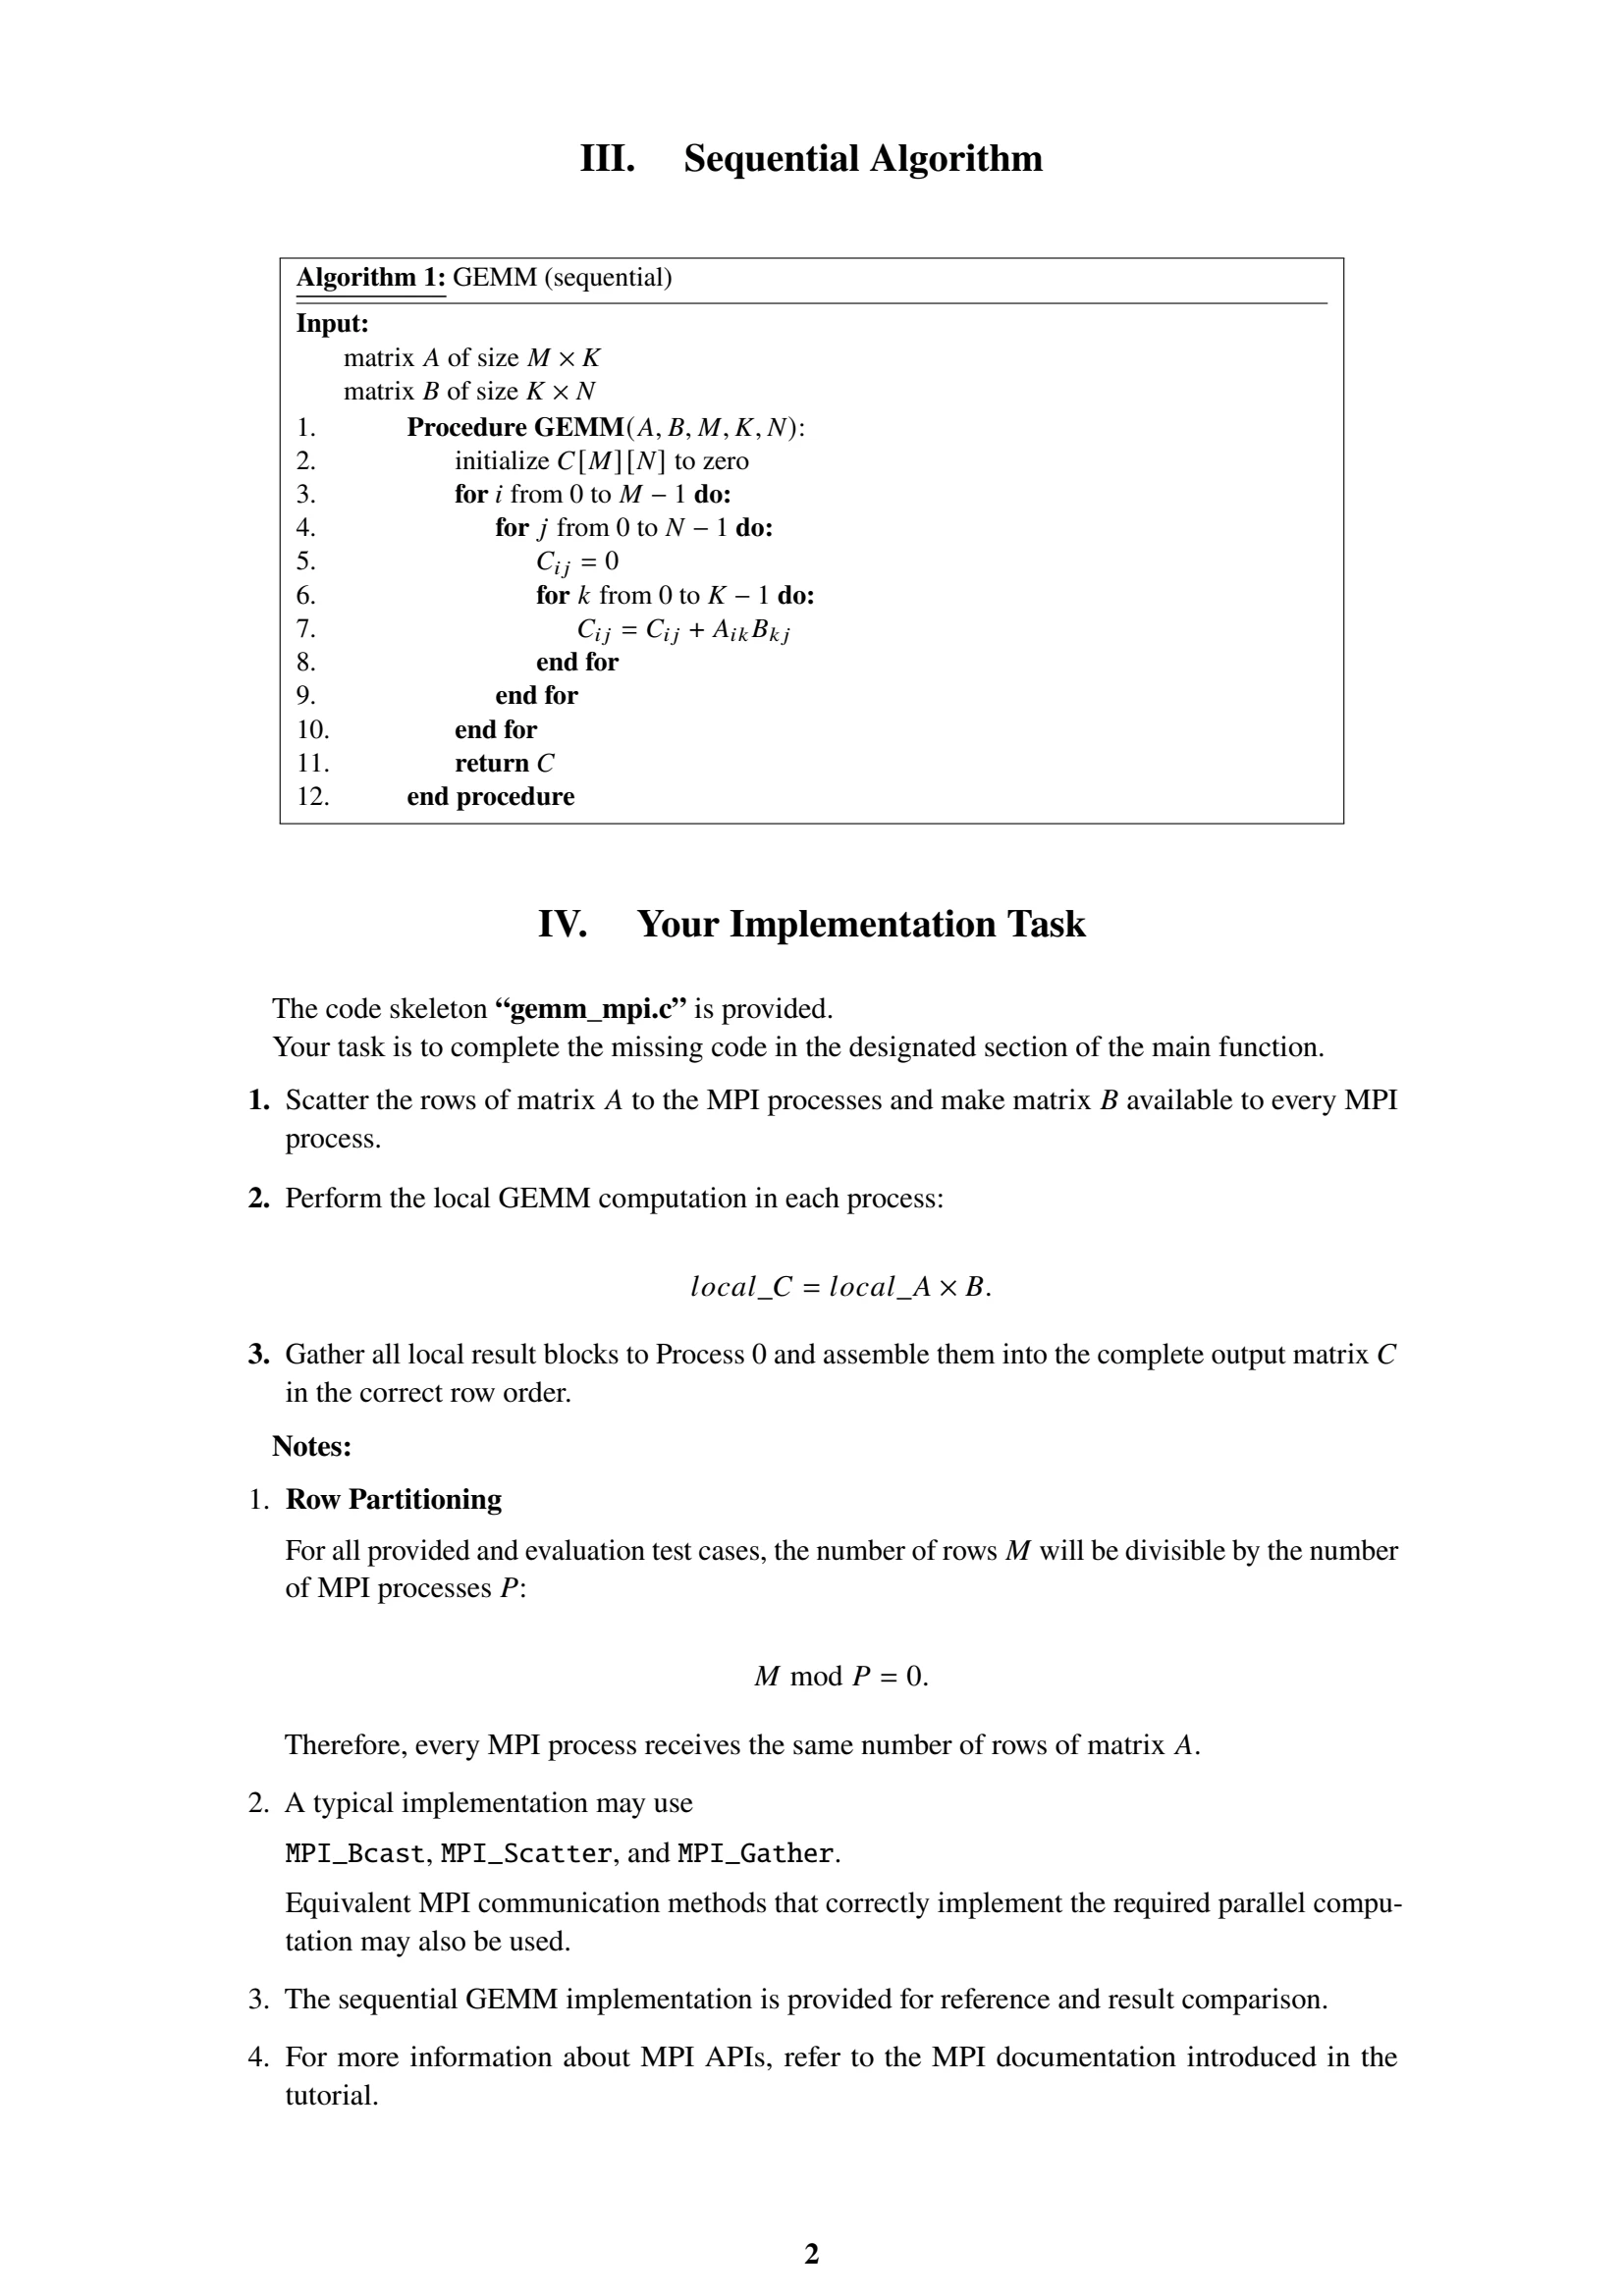 III. Sequential Algorithm
Algorithm 1: GEMM (sequential)
Input:
matrix A of size M × K
matrix B of size K × N
1. Procedure GEMM(A, B, M, K, N):
2. initialize C[M][N] to zero
3. for i from 0 to M − 1 do:
4. for j from 0 to N − 1 do:
5. C_{ij} = 0
6. for k from 0 to K − 1 do:
7. C_{ij} = C_{ij} + A_{ik}B_{kj}
8. end for
9. end for
10. end for
11. return C
12. end procedure
IV. Your Implementation Task
The code skeleton “gemm_mpi.c” is provided.
Your task is to complete the missing code in the designated section of the main function.
1. Scatter the rows of matrix A to the MPI processes and make matrix B available to every MPI
process.
2. Perform the local GEMM computation in each process:
local_C = local_A × B.
3. Gather all local result blocks to Process 0 and assemble them into the complete output matrix C
in the correct row order.
Notes:
1. Row Partitioning
For all provided and evaluation test cases, the number of rows M will be divisible by the number
of MPI processes P:
M mod P = 0.
Therefore, every MPI process receives the same number of rows of matrix A.
2. A typical implementation may use
MPI_Bcast, MPI_Scatter, and MPI_Gather.
Equivalent MPI communication methods that correctly implement the required parallel compu-
tation may also be used.
3. The sequential GEMM implementation is provided for reference and result comparison.
4. For more information about MPI APIs, refer to the MPI documentation introduced in the
tutorial.
2